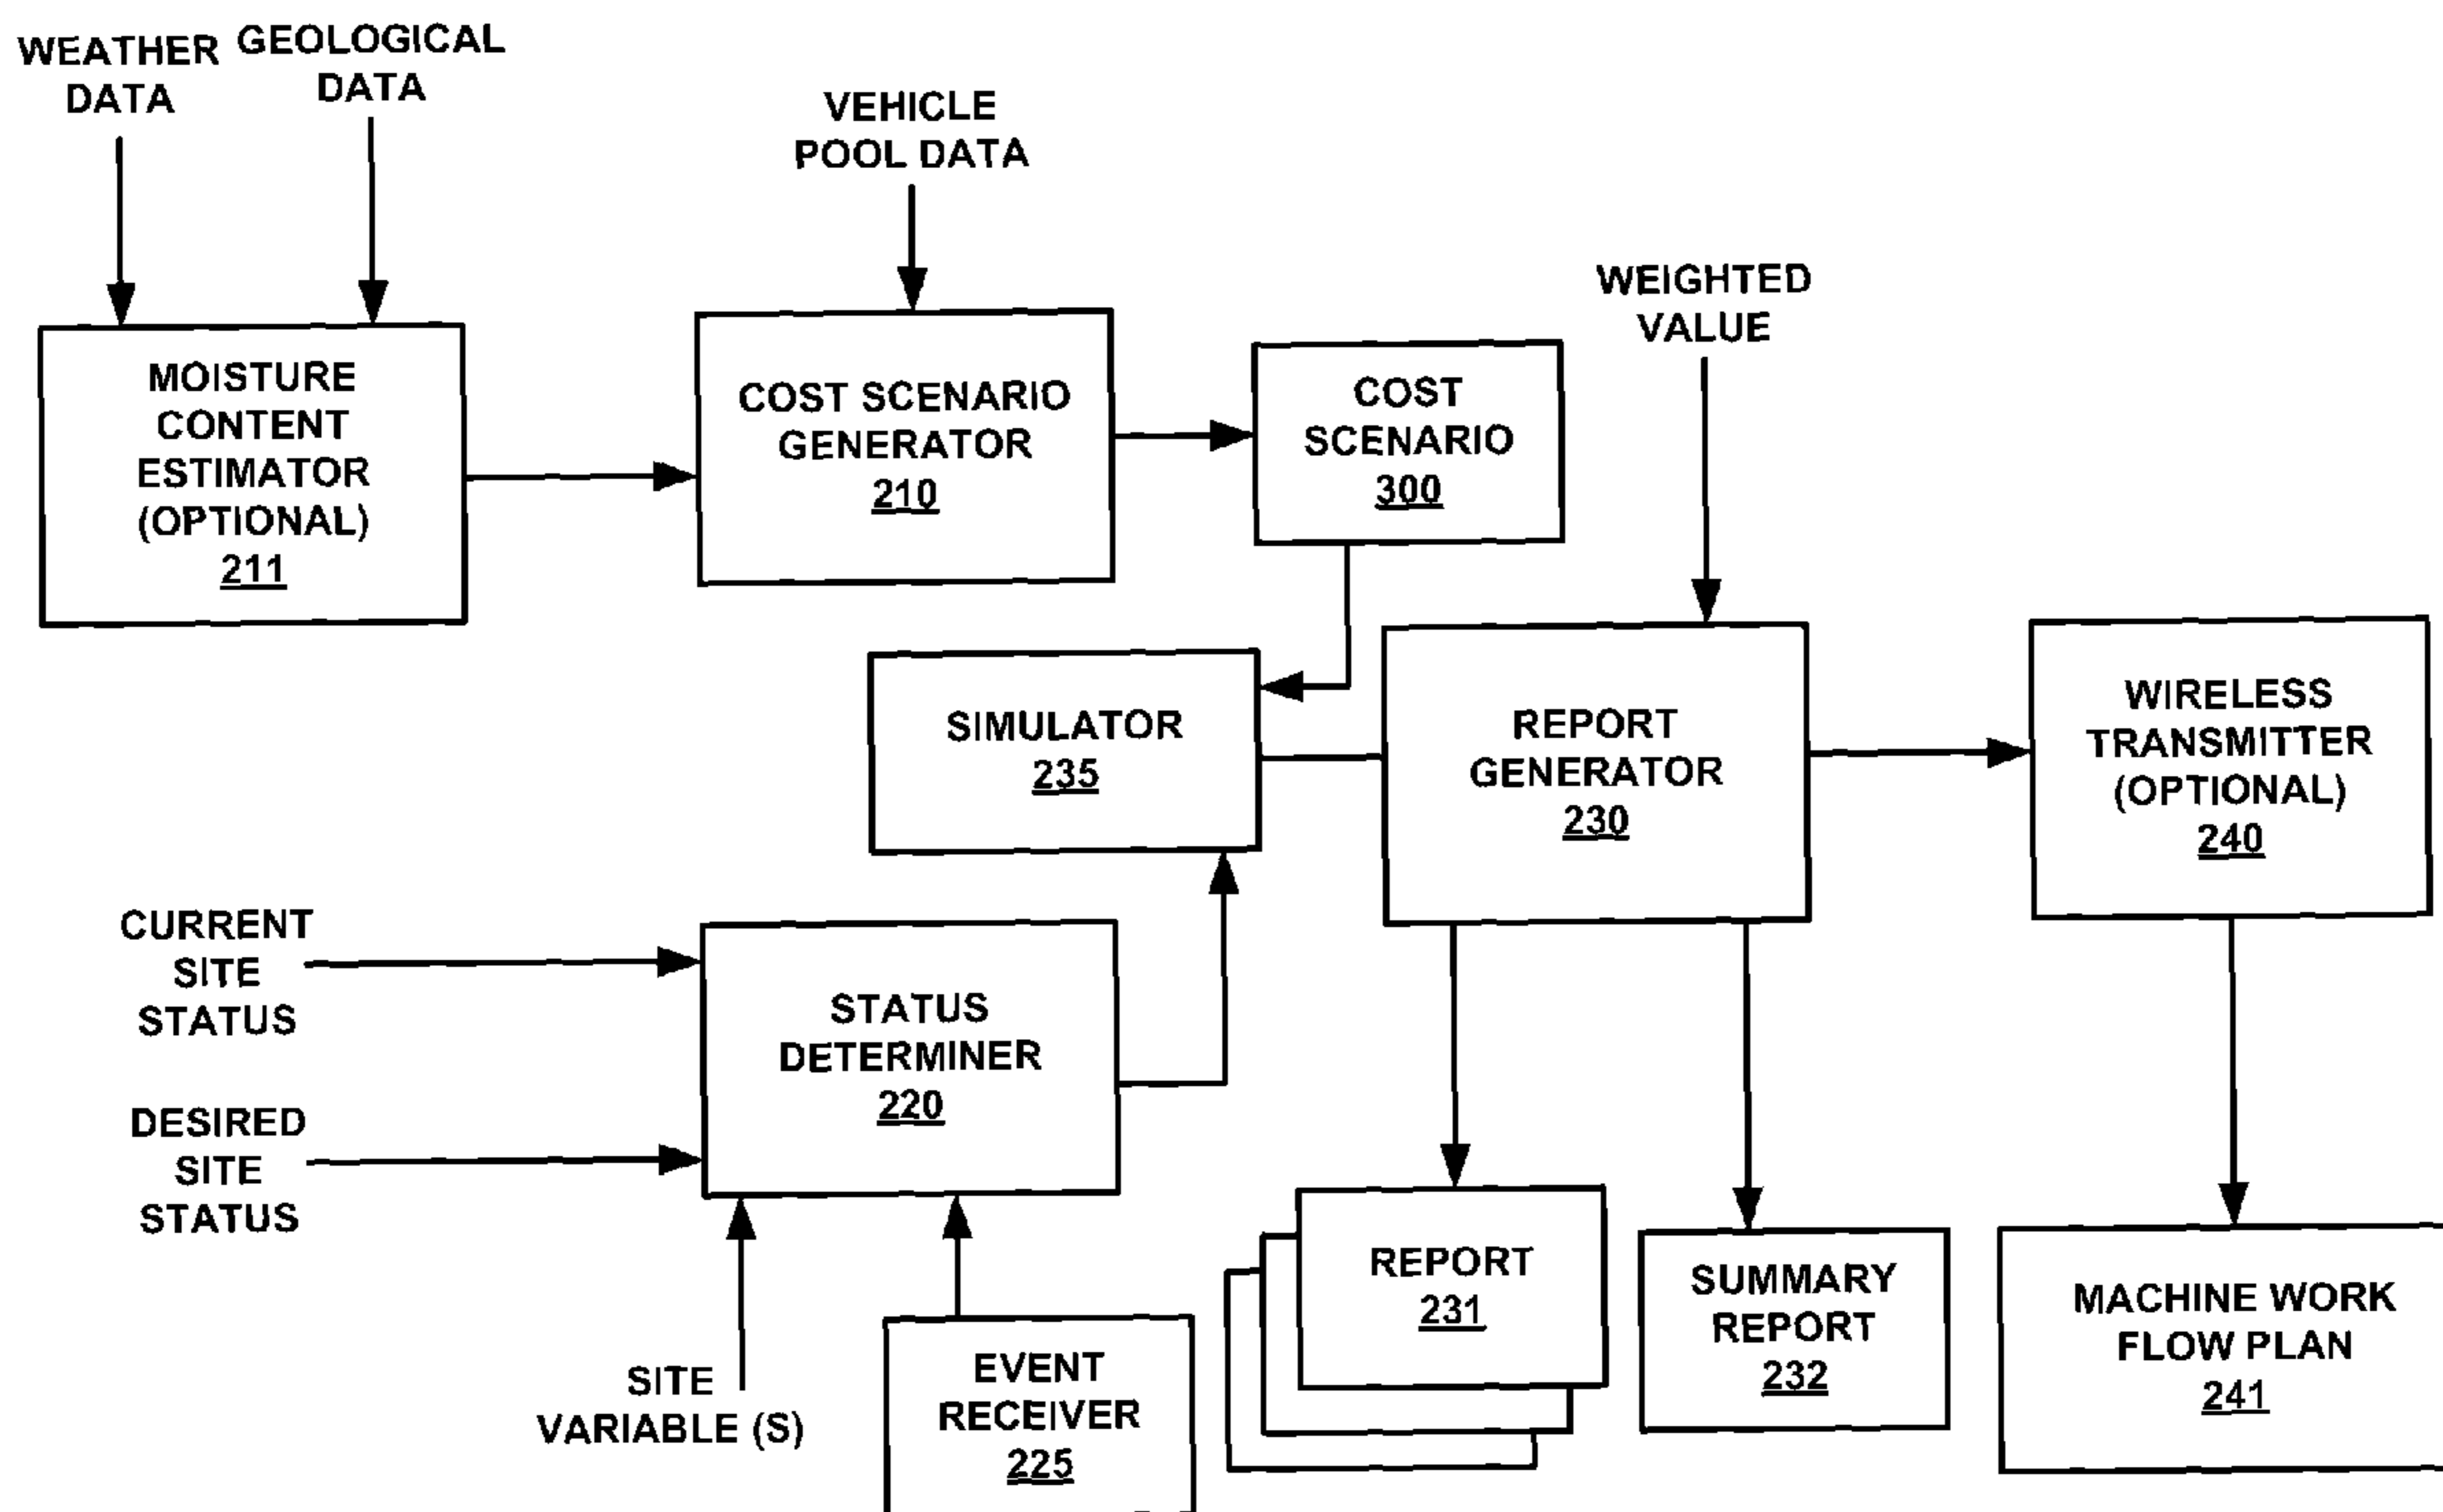 WEATHER
DATA
GEOLOGICAL
DATA
VEHICLE
POOL DATA
WEIGHTED
VALUE
MOISTURE
CONTENT
ESTIMATOR
(OPTIONAL)
211
COST SCENARIO
GENERATOR
210
COST
SCENARIO
300
SIMULATOR
235
REPORT
GENERATOR
230
WIRELESS
TRANSMITTER
(OPTIONAL)
240
CURRENT
SITE
STATUS
DESIRED
SITE
STATUS
STATUS
DETERMINER
220
SITE
VARIABLE (S)
EVENT
RECEIVER
225
REPORT
231
SUMMARY
REPORT
232
MACHINE WORK
FLOW PLAN
241